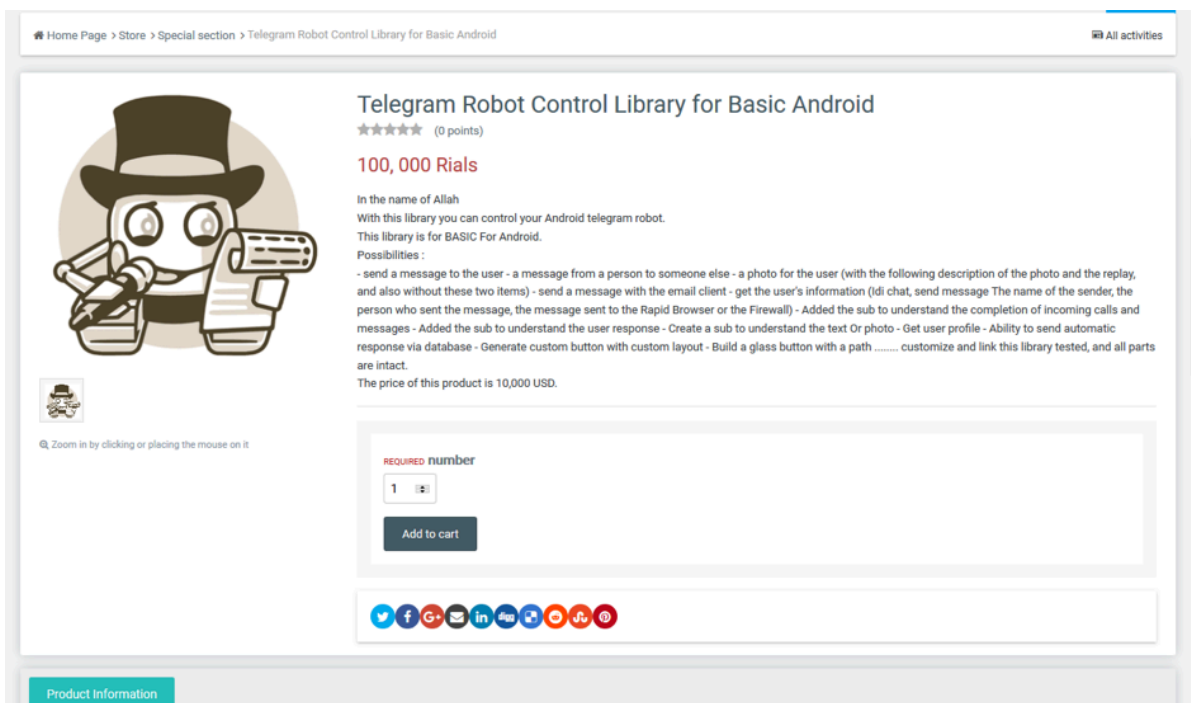 Home Page > Store > Special section > Telegram Robot Control Library for Basic Android
All activities
Telegram Robot Control Library for Basic Android
(0 points)
100, 000 Rials
In the name of Allah
With this library you can control your Android telegram robot.
This library is for BASIC For Android.
Possibilities :
- send a message to the user - a message from a person to someone else - a photo for the user (with the following description of the photo and the replay,
and also without these two items) - send a message with the email client - get the user's information (Idi chat, send message The name of the sender, the
person who sent the message, the message sent to the Rapid Browser or the Firewall) - Added the sub to understand the completion of incoming calls and
messages - Added the sub to understand the user response - Create a sub to understand the text Or photo - Get user profile - Ability to send automatic
response via database - Generate custom button with custom layout - Build a glass button with a path ........ customize and link this library tested, and all parts
are intact.
The price of this product is 10,000 USD.
Zoom in by clicking or placing the mouse on it
REQUIRED number
1
Add to cart
digg
Product Information